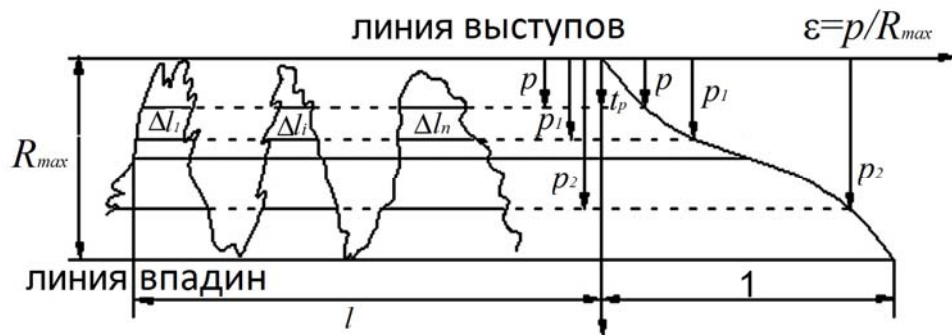 линия выступов
ε=p/Rmax
p
tp
p
p1
p1
Δl1
Δli
Δln
Rmax
p2
p2
линия впадин
l
1